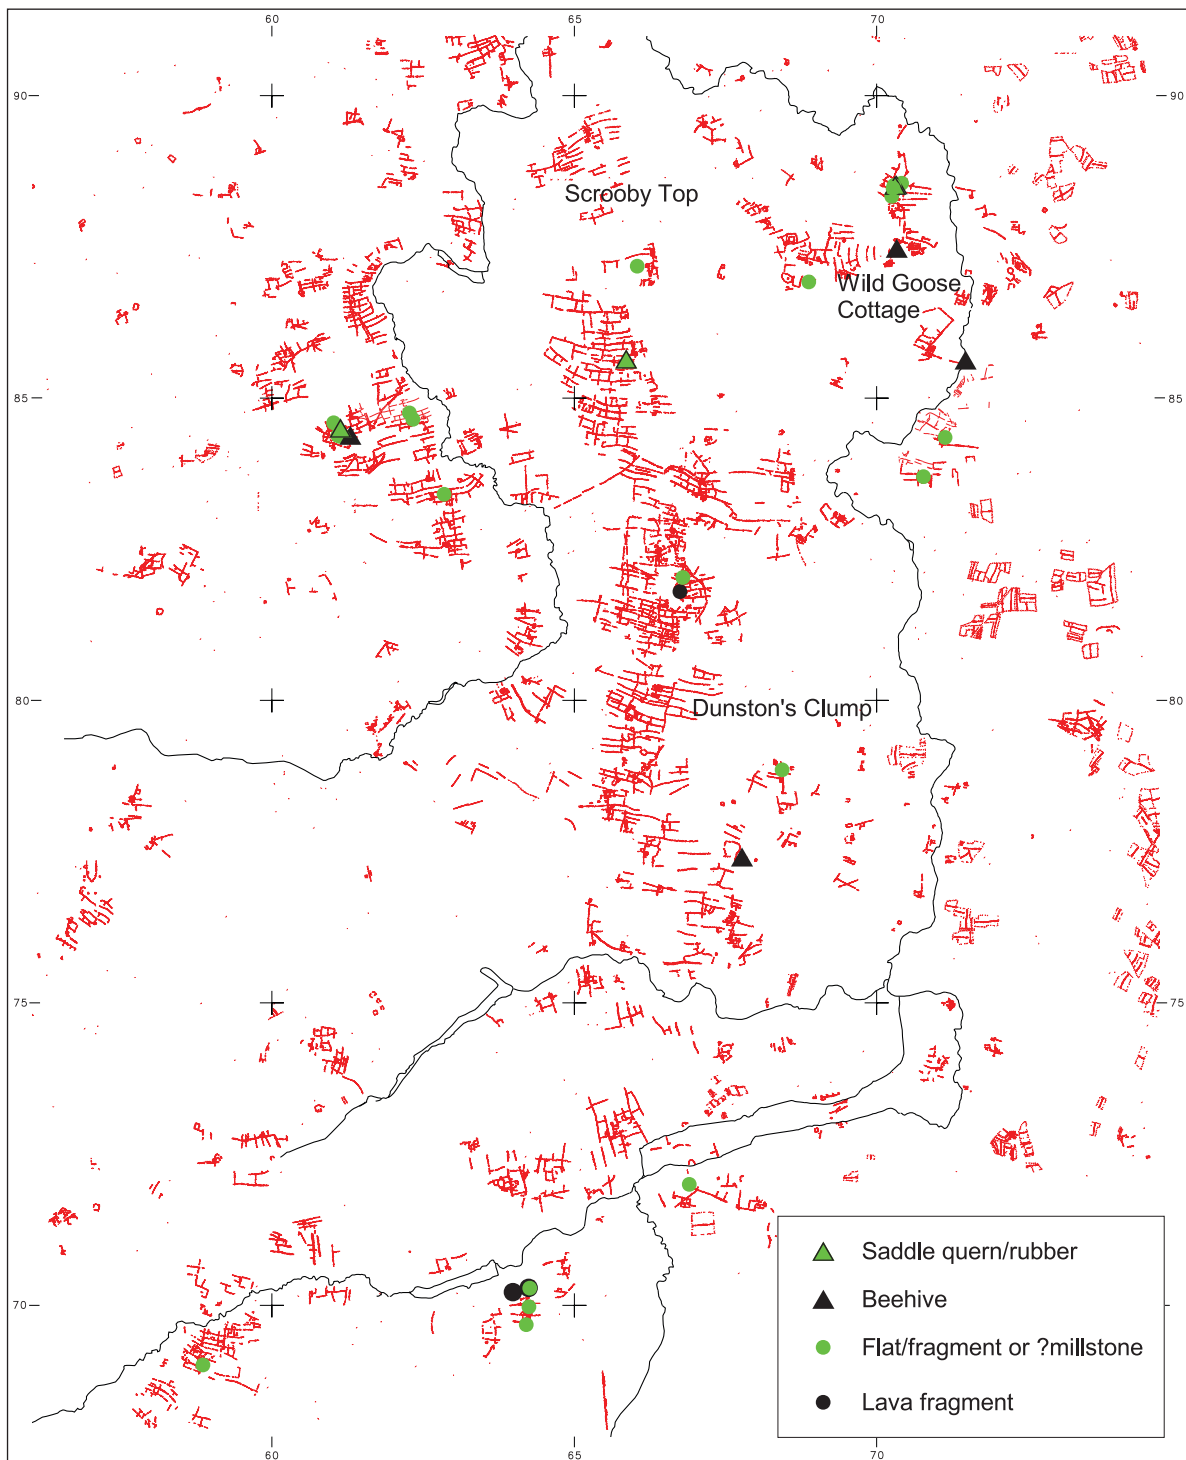 60 65 70
90 90
Scrooby Top
Wild Goose
Cottage
85 85
80 80
Dunston's Clump
75 75
70
Saddle quern/rubber
Beehive
Flat/fragment or ?millstone
Lava fragment
60 65 70